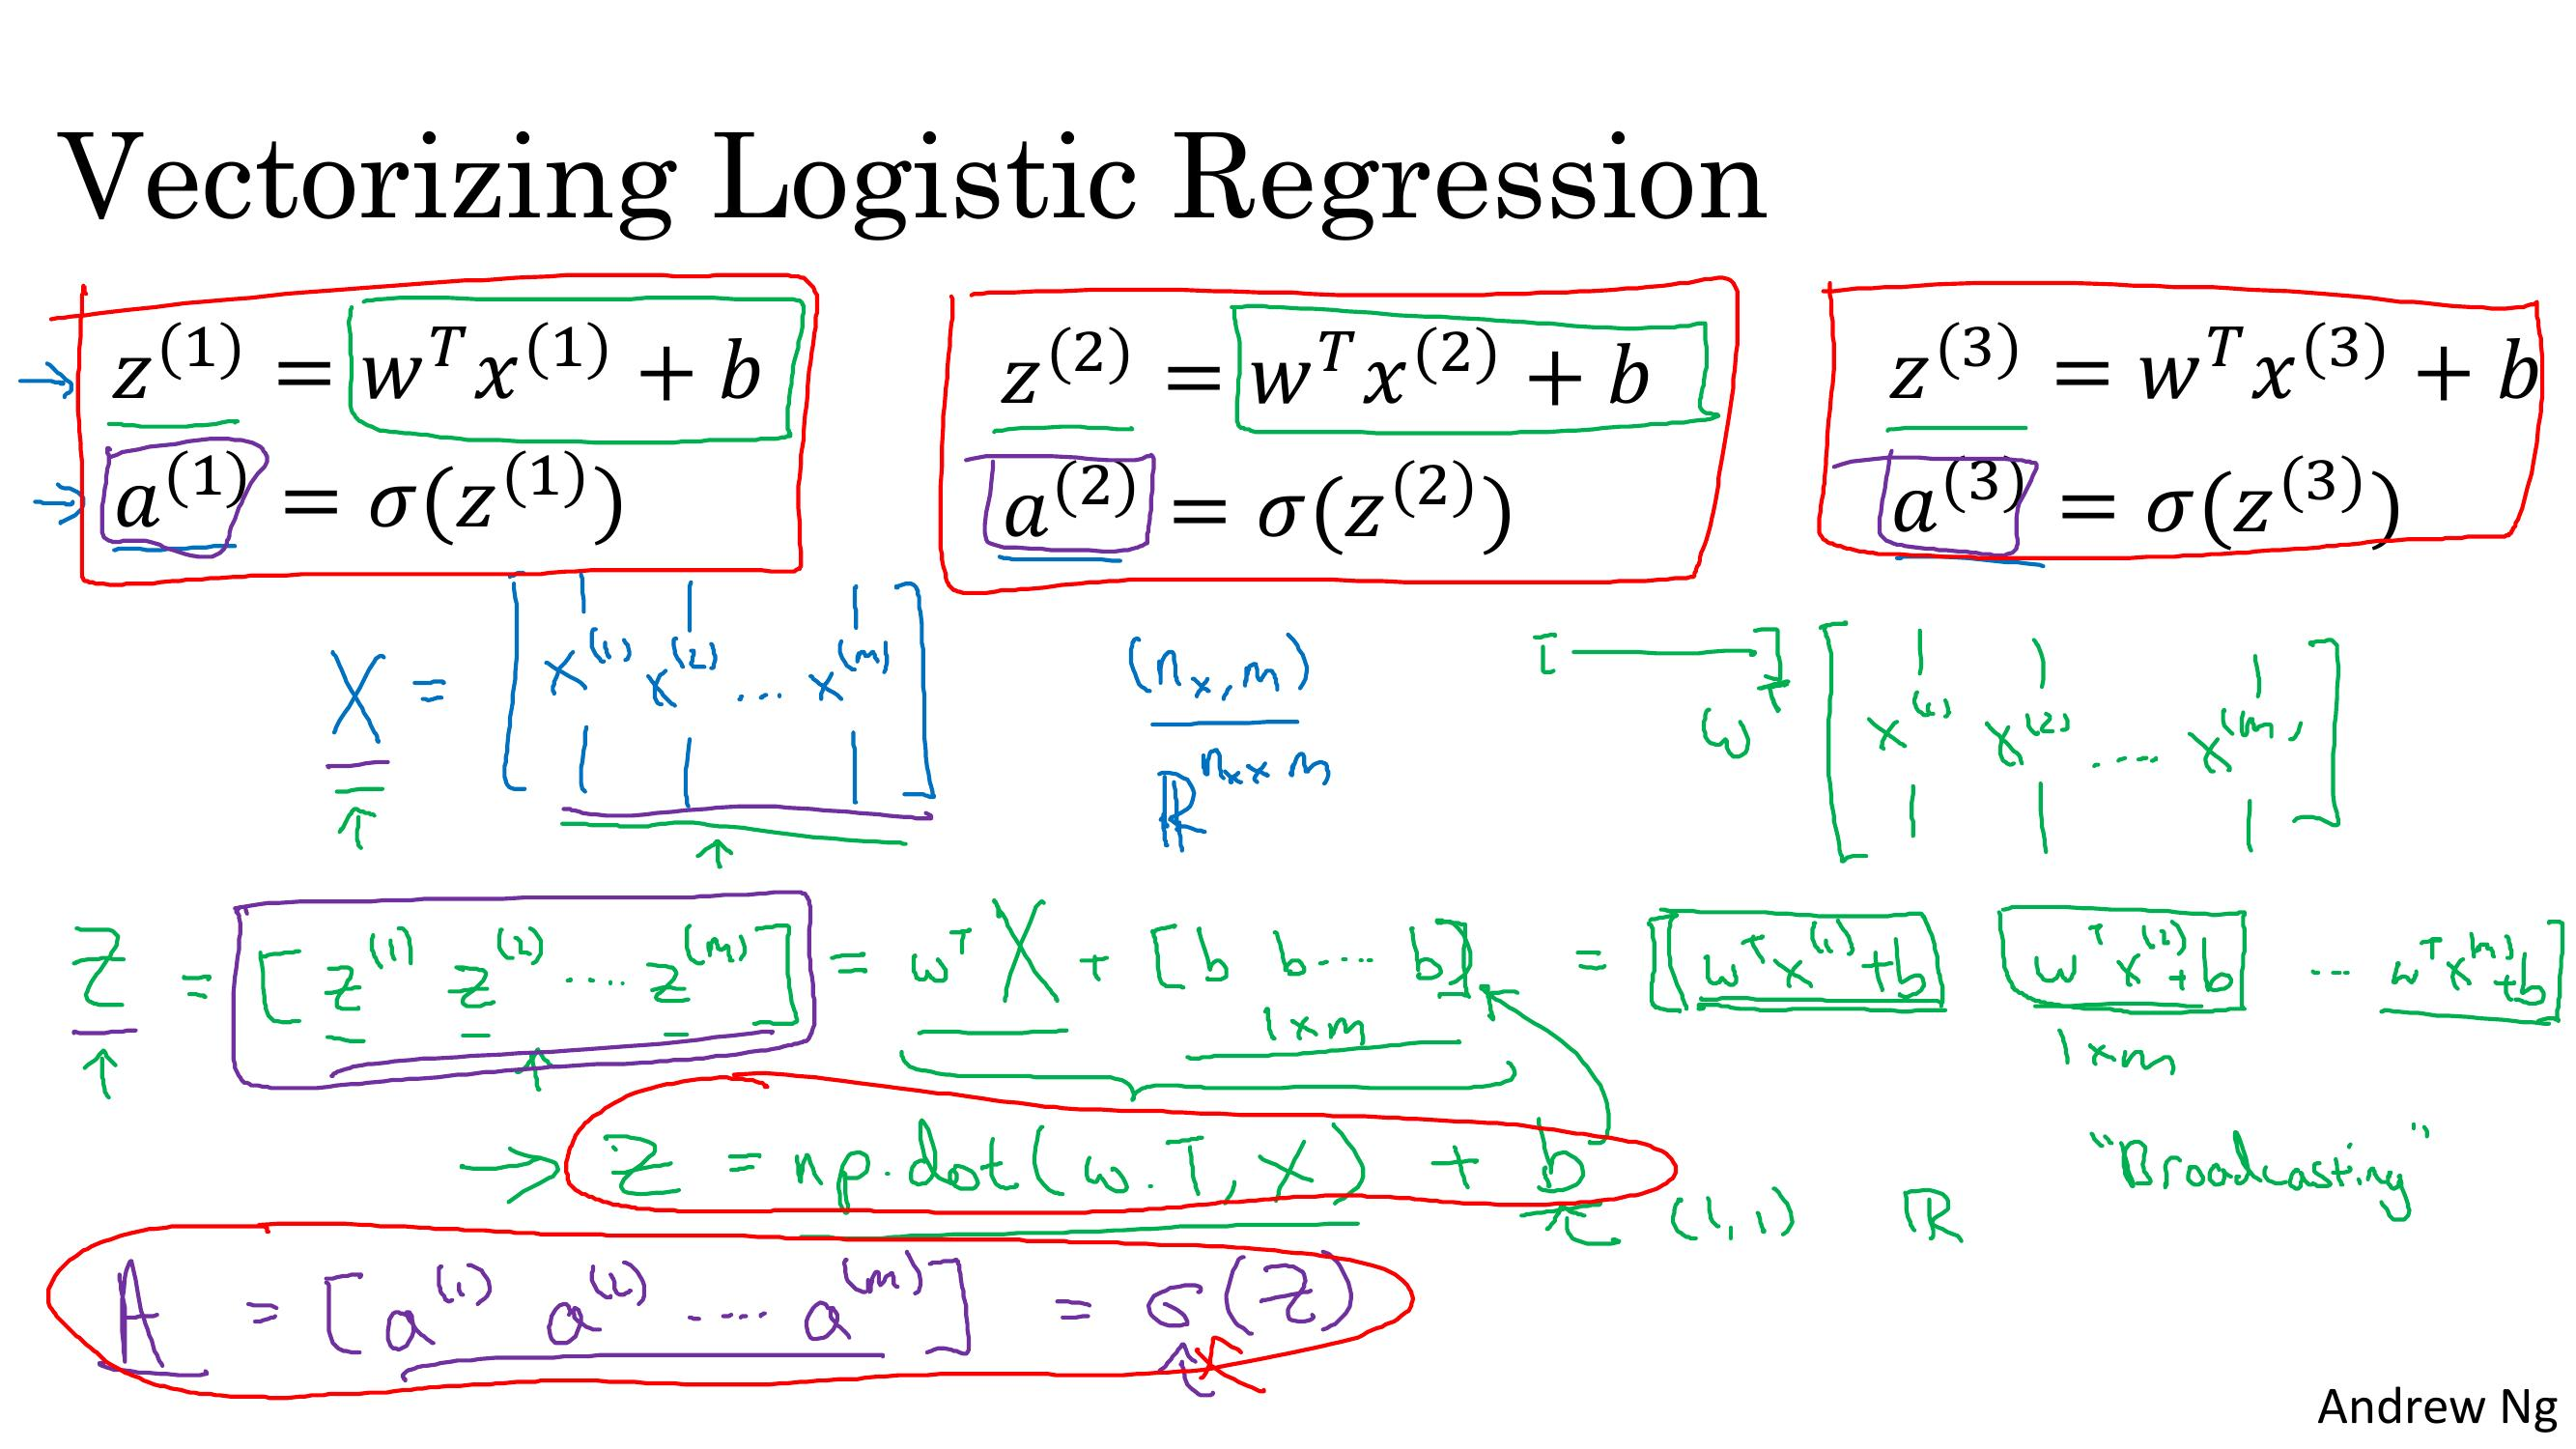 Vectorizing Logistic Regression
z^(1) = w^T x^(1) + b
a^(1) = σ(z^(1))
z^(2) = w^T x^(2) + b
a^(2) = σ(z^(2))
z^(3) = w^T x^(3) + b
a^(3) = σ(z^(3))
X = [x^(1) x^(2) ... x^(m)]
(n_x, m)
ℝ^(n_x × m)
w^T [x^(1) x^(2) .... x^(m)]
Z = [z^(1) z^(2) .... z^(m)] = w^T X + [b b ... b] = [w^T x^(1) + b w^T x^(2) + b ... w^T x^(m) + b]
1×m
1×m
Z = np.dot(w.T, X) + b
(1,1) ℝ
"Broadcasting"
A = [a^(1) a^(2) .... a^(m)] = σ(Z)
Andrew Ng